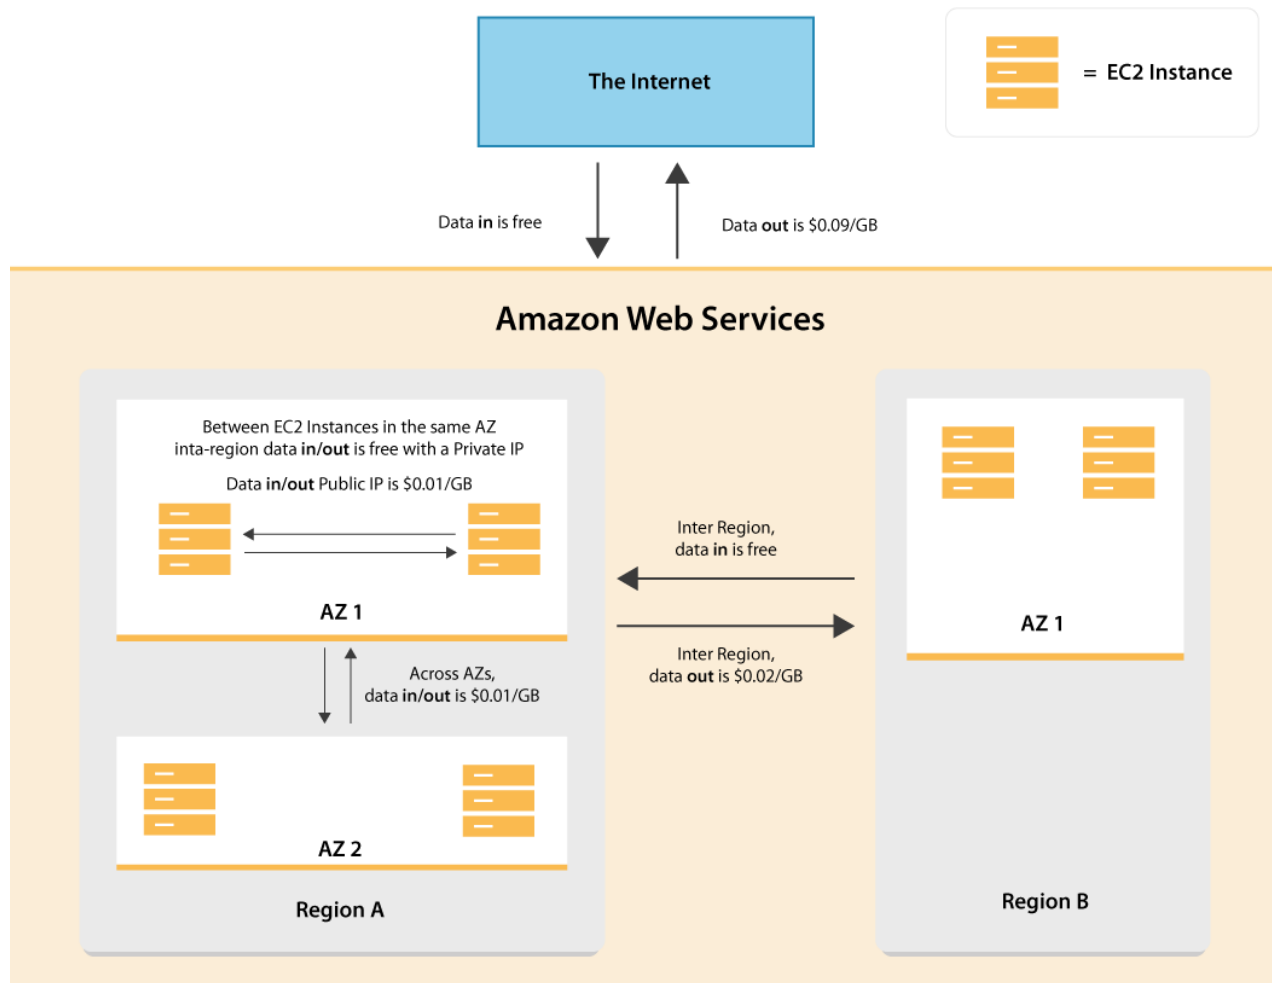 The Internet
= EC2 Instance
Data in is free
Data out is $0.09/GB
Amazon Web Services
Between EC2 Instances in the same AZ
inta-region data in/out is free with a Private IP
Data in/out Public IP is $0.01/GB
AZ 1
Across AZs,
data in/out is $0.01/GB
AZ 2
Region A
Inter Region,
data in is free
Inter Region,
data out is $0.02/GB
AZ 1
Region B